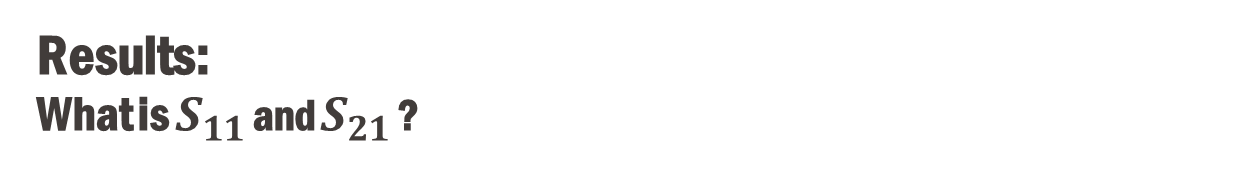 Results:
What is S₁₁ and S₂₁ ?